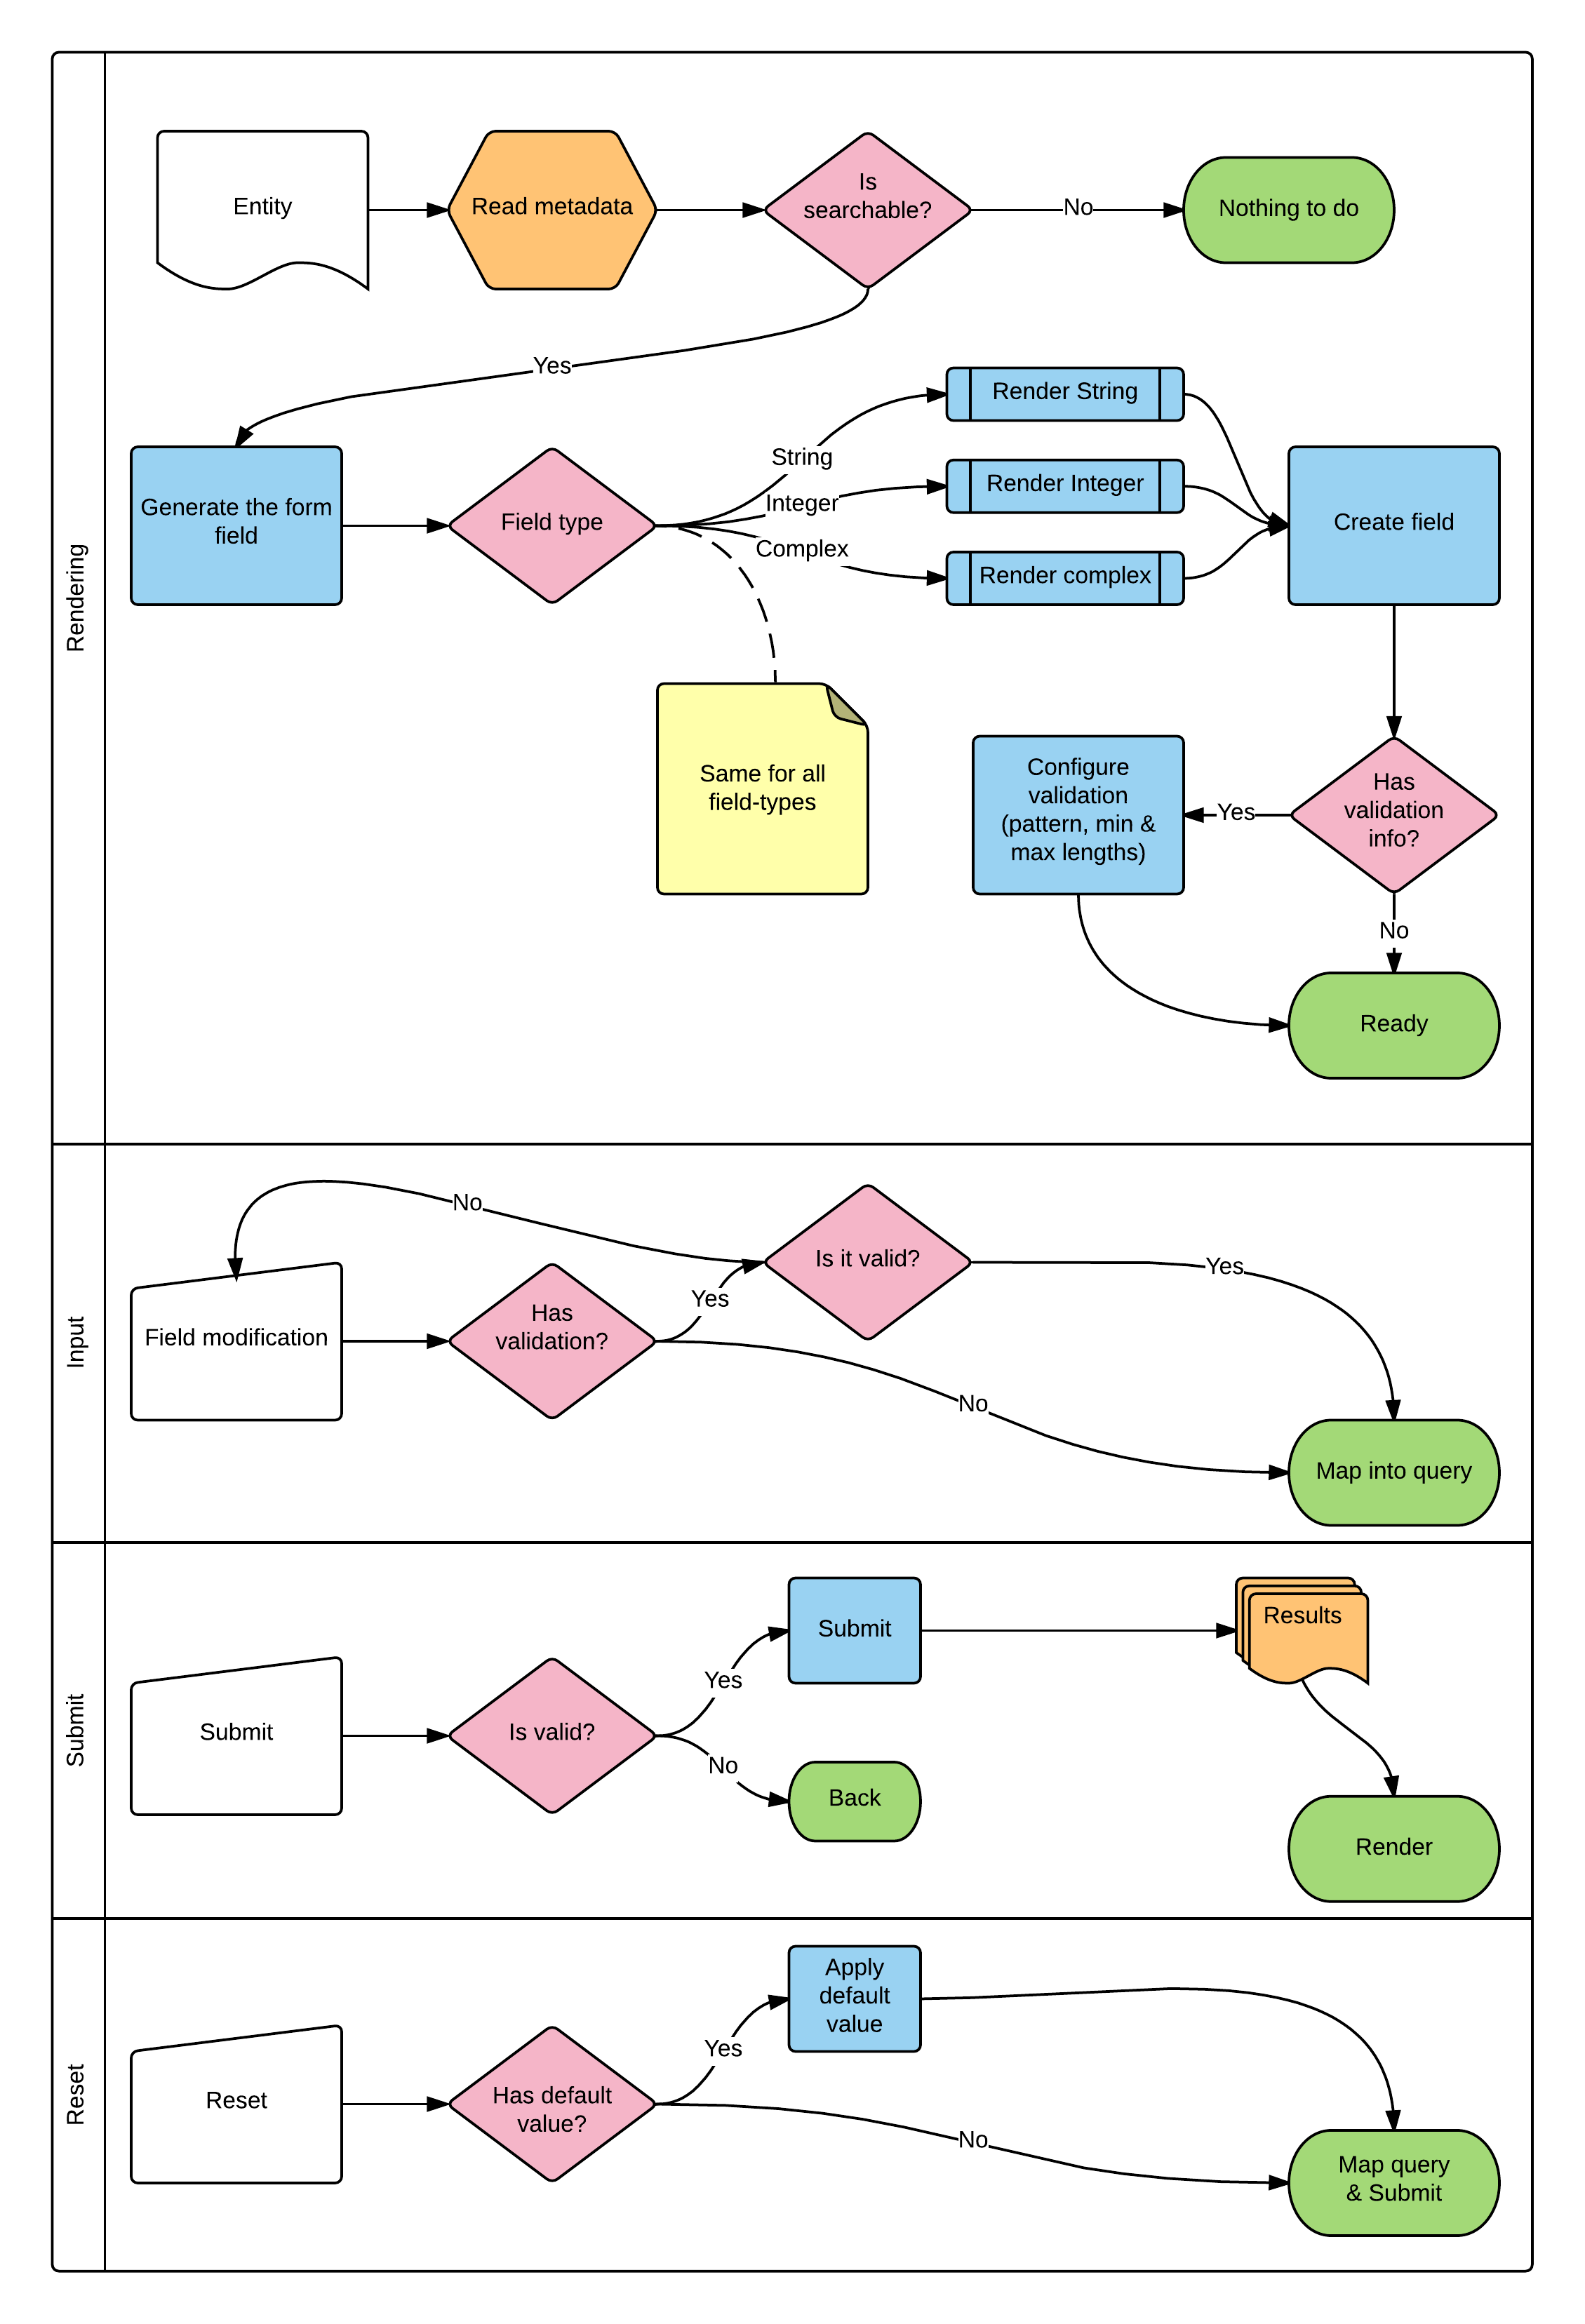 Rendering
Entity
Read metadata
Is
searchable?
No
Nothing to do
Yes
Generate the form
field
Field type
String
Integer
Complex
Render String
Render Integer
Render complex
Create field
Same for all
field-types
Configure
validation
(pattern, min &
max lengths)
Yes
Has
validation
info?
No
Ready
Input
No
Field modification
Has
validation?
Yes
Is it valid?
Yes
No
Map into query
Submit
Submit
Is valid?
Yes
No
Submit
Back
Results
Render
Reset
Reset
Has default
value?
Yes
Apply
default
value
No
Map query
& Submit